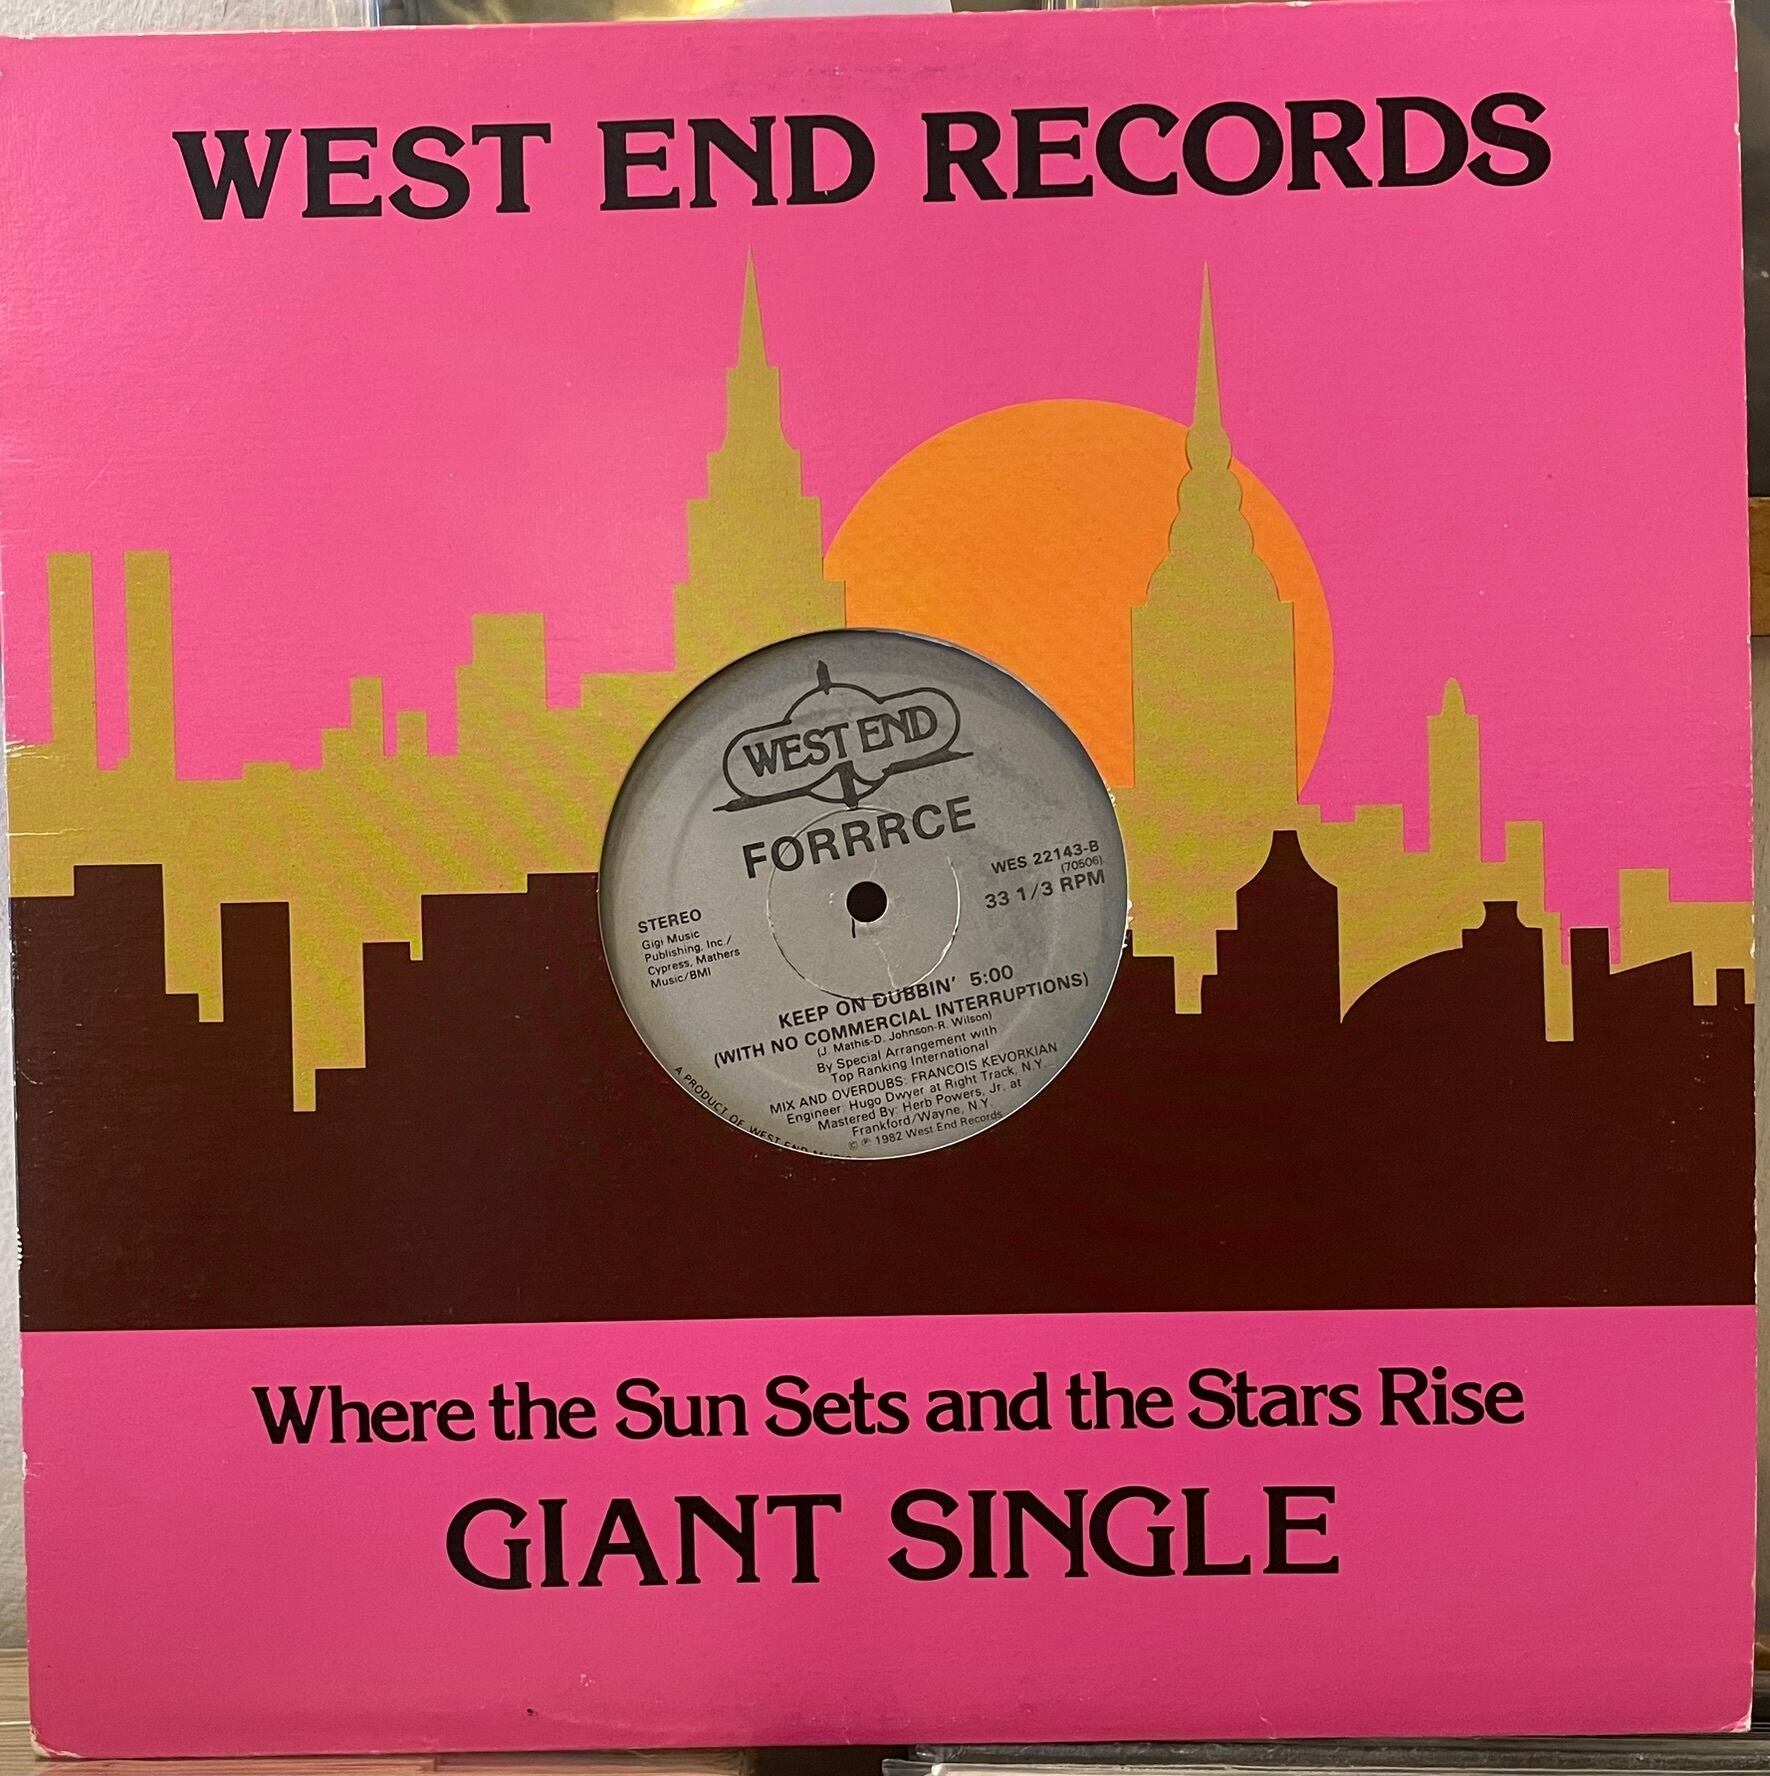 WEST END RECORDS
WEST END
FORRRCE
WES 22143-B
(70506)
33 1/3 RPM
STEREO
Gigi Music
Publishing, Inc./
Cypress, Mathers
Music/BMI
KEEP ON DUBBIN' 5:00
(WITH NO COMMERCIAL INTERRUPTIONS)
(J. Mathis-D. Johnson-R. Wilson)
By Special Arrangement with
Top Ranking International
MIX AND OVERDUBS: FRANCOIS KEVORKIAN
Engineer: Hugo Dwyer at Right Track, N.Y.
Mastered By: Herb Powers, Jr. at
Frankford/Wayne, N.Y.
© ℗ 1982 West End Records
A PRODUCT OF WEST END
Where the Sun Sets and the Stars Rise
GIANT SINGLE